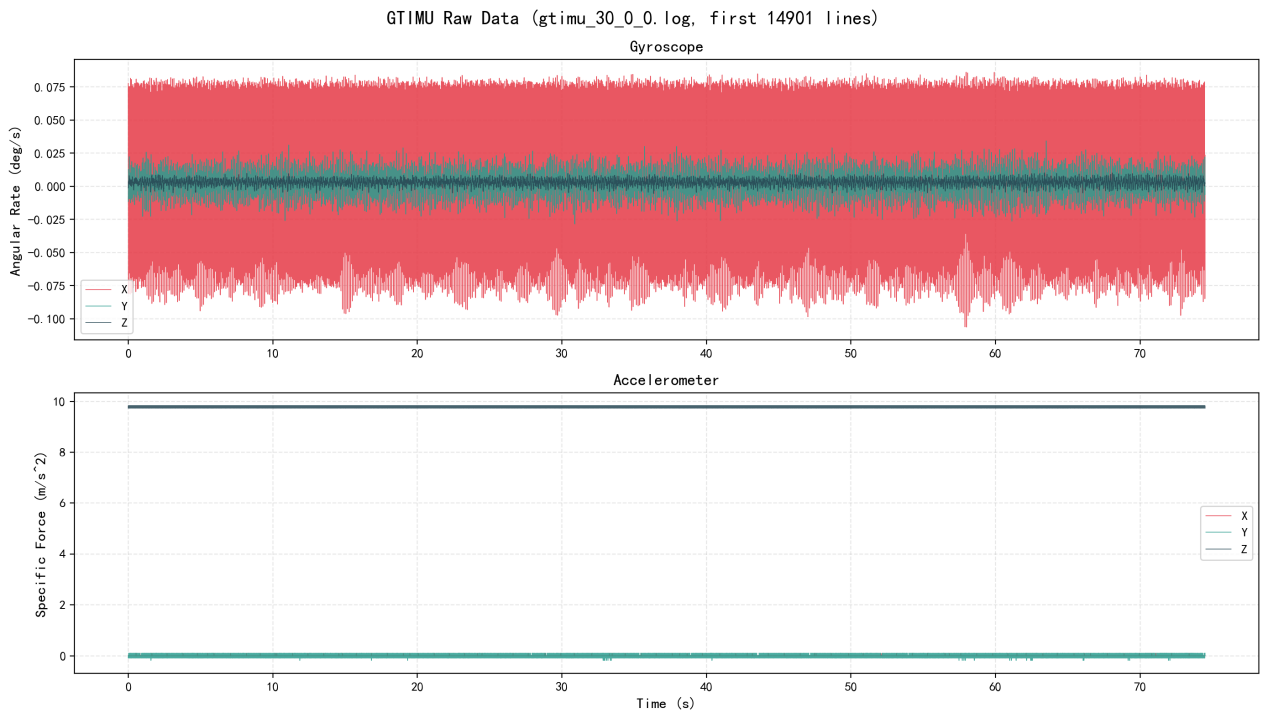 GTIMU Raw Data (gtimu_30_0_0.log, first 14901 lines)
Gyroscope
Angular Rate (deg/s)
0.075
0.050
0.025
0.000
−0.025
−0.050
−0.075
−0.100
X
Y
Z
0 10 20 30 40 50 60 70
Accelerometer
Specific Force (m/s^2)
10
8
6
4
2
0
X
Y
Z
0 10 20 30 40 50 60 70
Time (s)